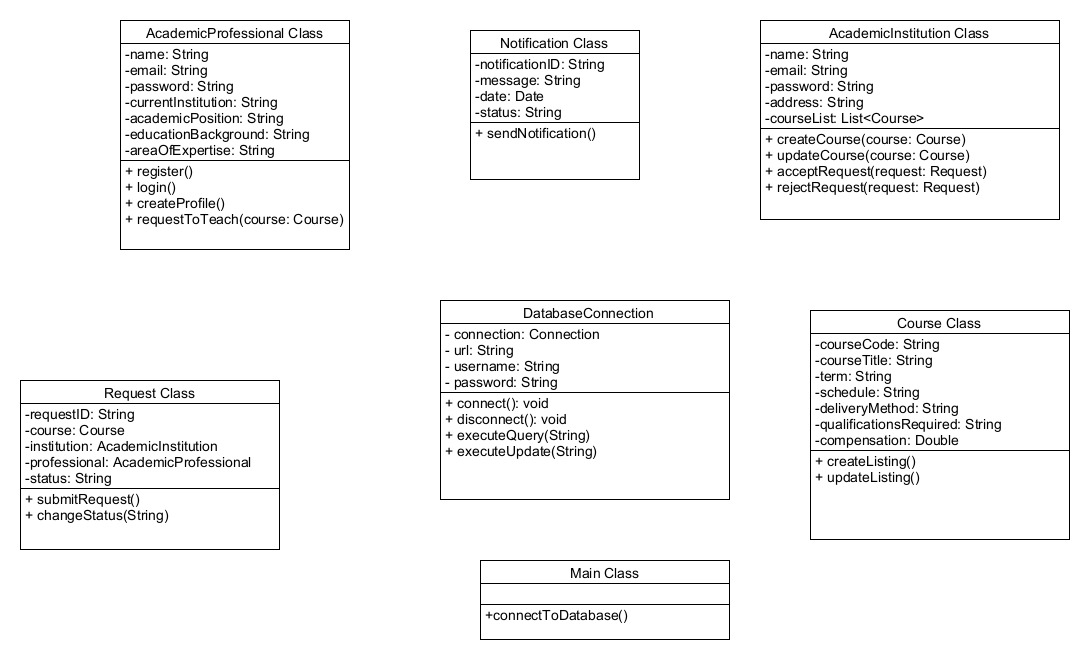 AcademicProfessional Class
-name: String
-email: String
-password: String
-currentInstitution: String
-academicPosition: String
-educationBackground: String
-areaOfExpertise: String
+ register()
+ login()
+ createProfile()
+ requestToTeach(course: Course)
Notification Class
-notificationID: String
-message: String
-date: Date
-status: String
+ sendNotification()
AcademicInstitution Class
-name: String
-email: String
-password: String
-address: String
-courseList: List<Course>
+ createCourse(course: Course)
+ updateCourse(course: Course)
+ acceptRequest(request: Request)
+ rejectRequest(request: Request)
Request Class
-requestID: String
-course: Course
-institution: AcademicInstitution
-professional: AcademicProfessional
-status: String
+ submitRequest()
+ changeStatus(String)
DatabaseConnection
- connection: Connection
- url: String
- username: String
- password: String
+ connect(): void
+ disconnect(): void
+ executeQuery(String)
+ executeUpdate(String)
Course Class
-courseCode: String
-courseTitle: String
-term: String
-schedule: String
-deliveryMethod: String
-qualificationsRequired: String
-compensation: Double
+ createListing()
+ updateListing()
Main Class
+connectToDatabase()